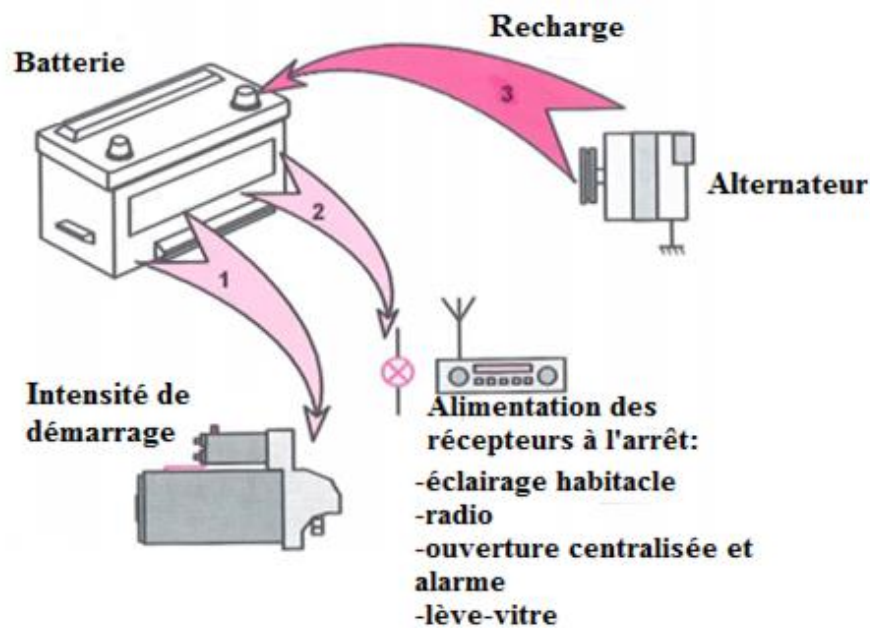 Recharge
Batterie
3
Alternateur
2
1
Intensité de
démarrage
Alimentation des
récepteurs à l'arrêt:
-éclairage habitacle
-radio
-ouverture centralisée et
alarme
-lève-vitre